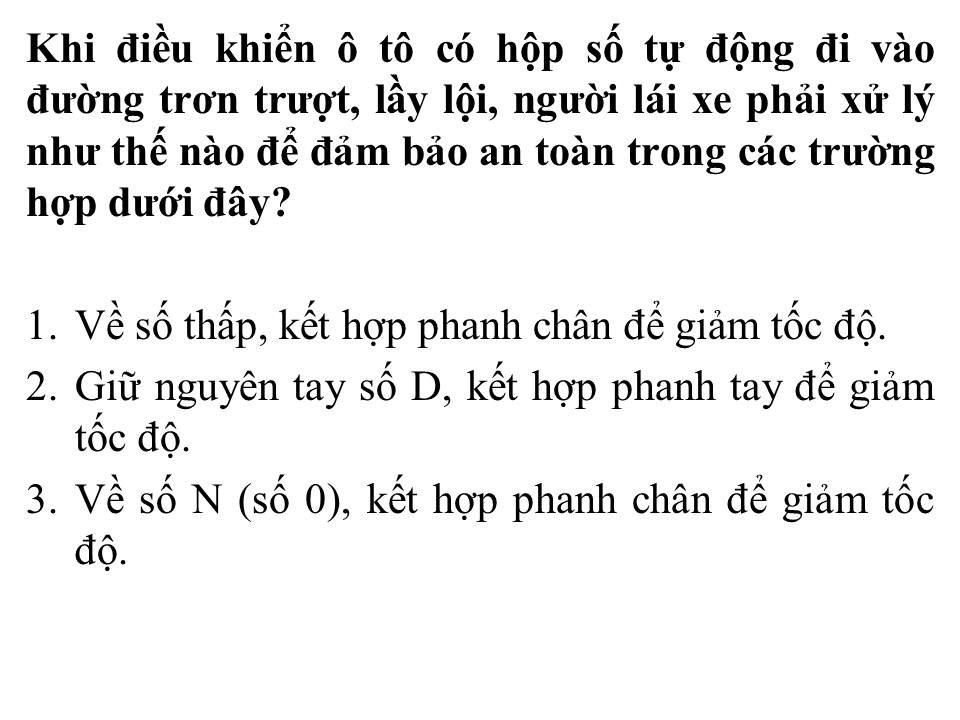 Khi điều khiển ô tô có hộp số tự động đi vào
đường trơn trượt, lầy lội, người lái xe phải xử lý
như thế nào để đảm bảo an toàn trong các trường
hợp dưới đây?
1. Về số thấp, kết hợp phanh chân để giảm tốc độ.
2. Giữ nguyên tay số D, kết hợp phanh tay để giảm
tốc độ.
3. Về số N (số 0), kết hợp phanh chân để giảm tốc
độ.